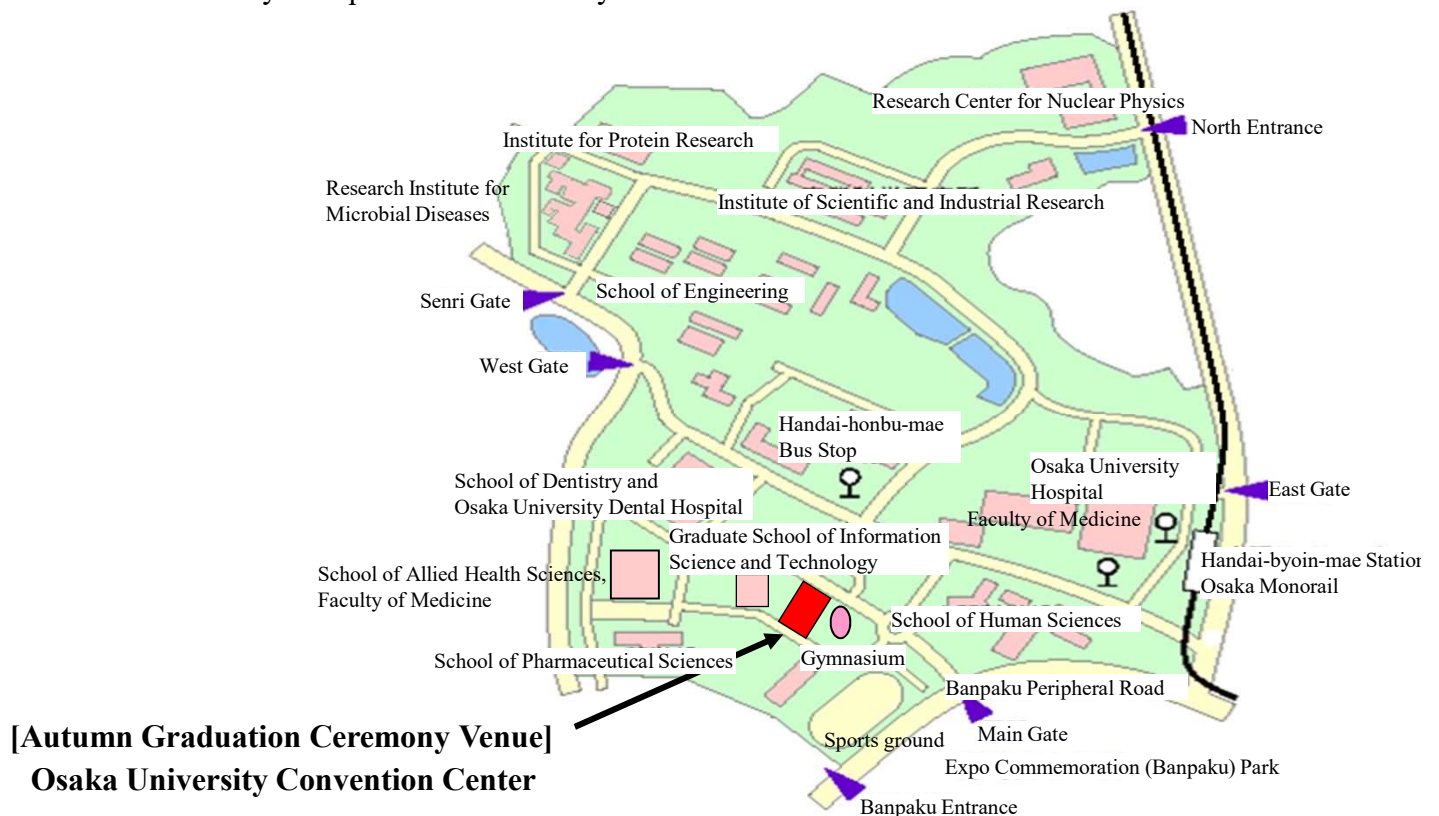 Research Center for Nuclear Physics
North Entrance
Institute for Protein Research
Research Institute for
Microbial Diseases
Institute of Scientific and Industrial Research
Senri Gate
School of Engineering
West Gate
Handai-honbu-mae
Bus Stop
Osaka University
Hospital
School of Dentistry and
Osaka University Dental Hospital
East Gate
Faculty of Medicine
Graduate School of Information
Science and Technology
Handai-byoin-mae Station
Osaka Monorail
School of Allied Health Sciences,
Faculty of Medicine
School of Human Sciences
School of Pharmaceutical Sciences
Gymnasium
Banpaku Peripheral Road
[Autumn Graduation Ceremony Venue]
Osaka University Convention Center
Sports ground
Main Gate
Expo Commemoration (Banpaku) Park
Banpaku Entrance